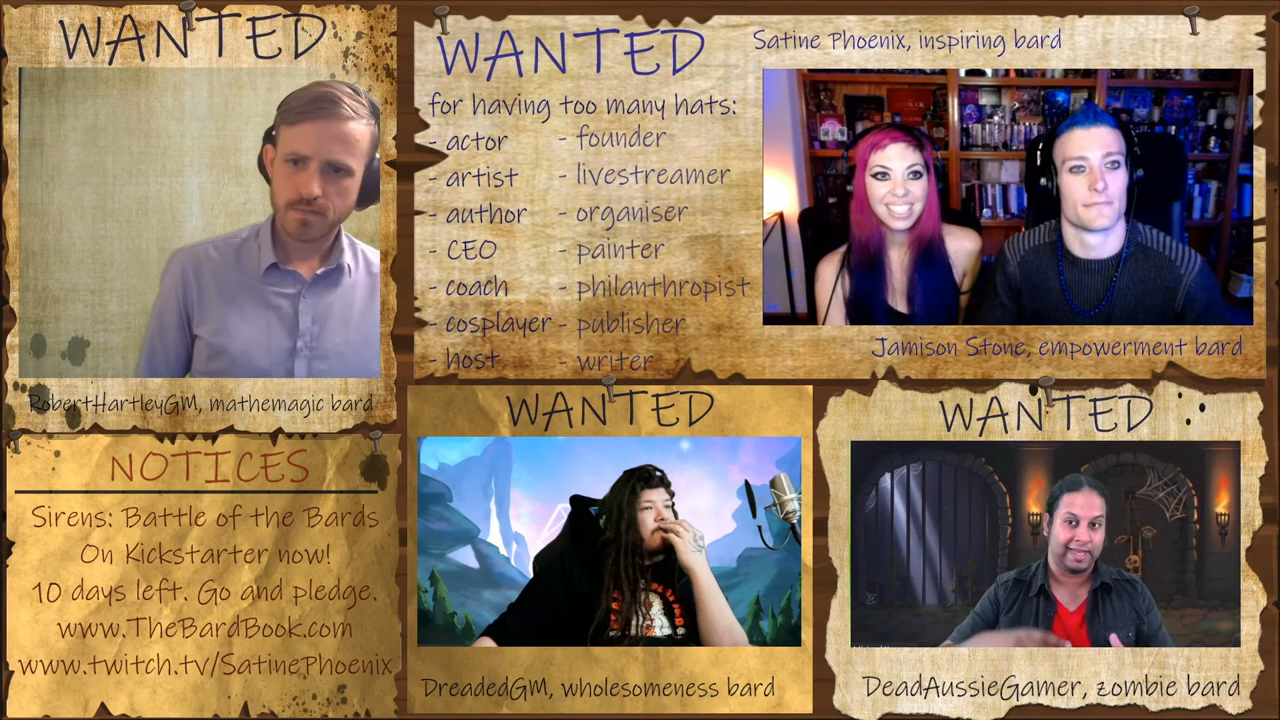 WANTED
RobertHartleyGM, mathemagic bard
WANTED
for having too many hats:
- actor
- artist
- author
- CEO
- coach
- cosplayer
- host
- founder
- livestreamer
- organiser
- painter
- philanthropist
- publisher
- writer
Satine Phoenix, inspiring bard
Jamison Stone, empowerment bard
NOTICES
Sirens: Battle of the Bards
On Kickstarter now!
10 days left. Go and pledge.
www.TheBardBook.com
www.twitch.tv/SatinePhoenix
WANTED
DreadedGM, wholesomeness bard
WANTED
DeadAussieGamer, zombie bard